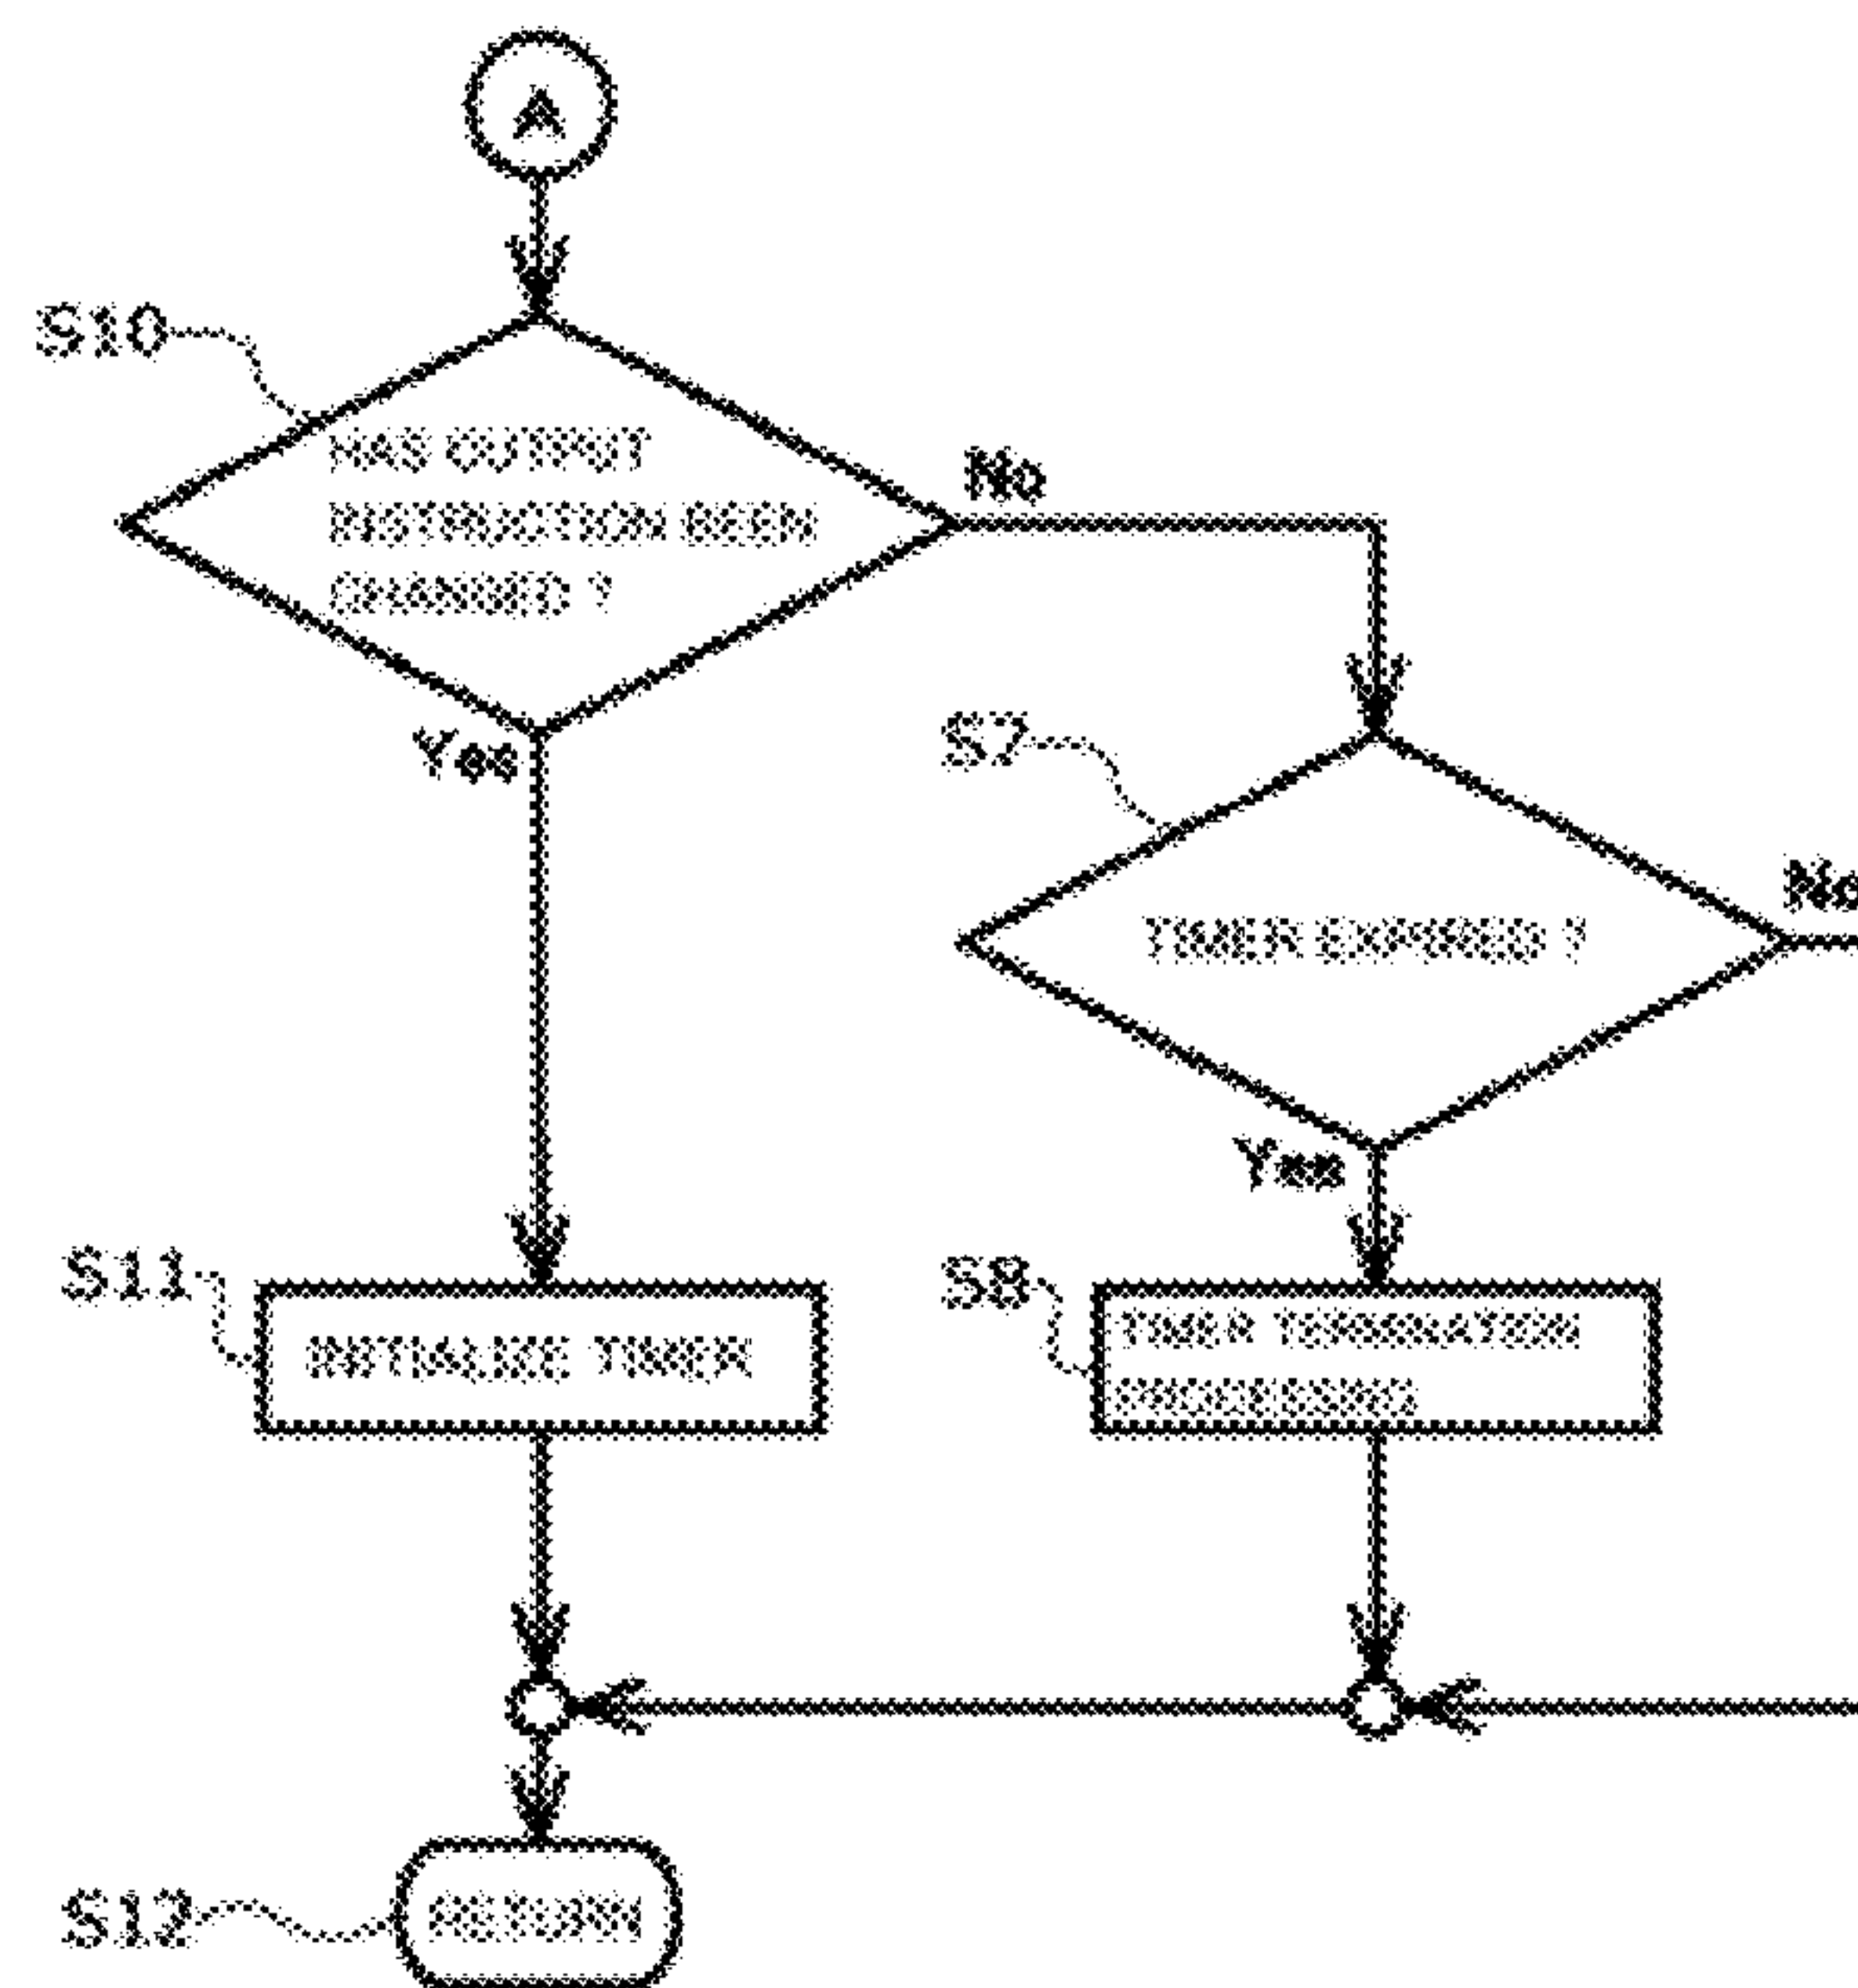 A
S10
HAS OUTPUT
INSTRUCTION BEEN
CHANGED ?
No
Yes
S7
TIMER EXPIRED ?
No
Yes
S11
INITIALIZE TIMER
S8
TIMER TERMINATION
PROCESSING
S12
RETURN